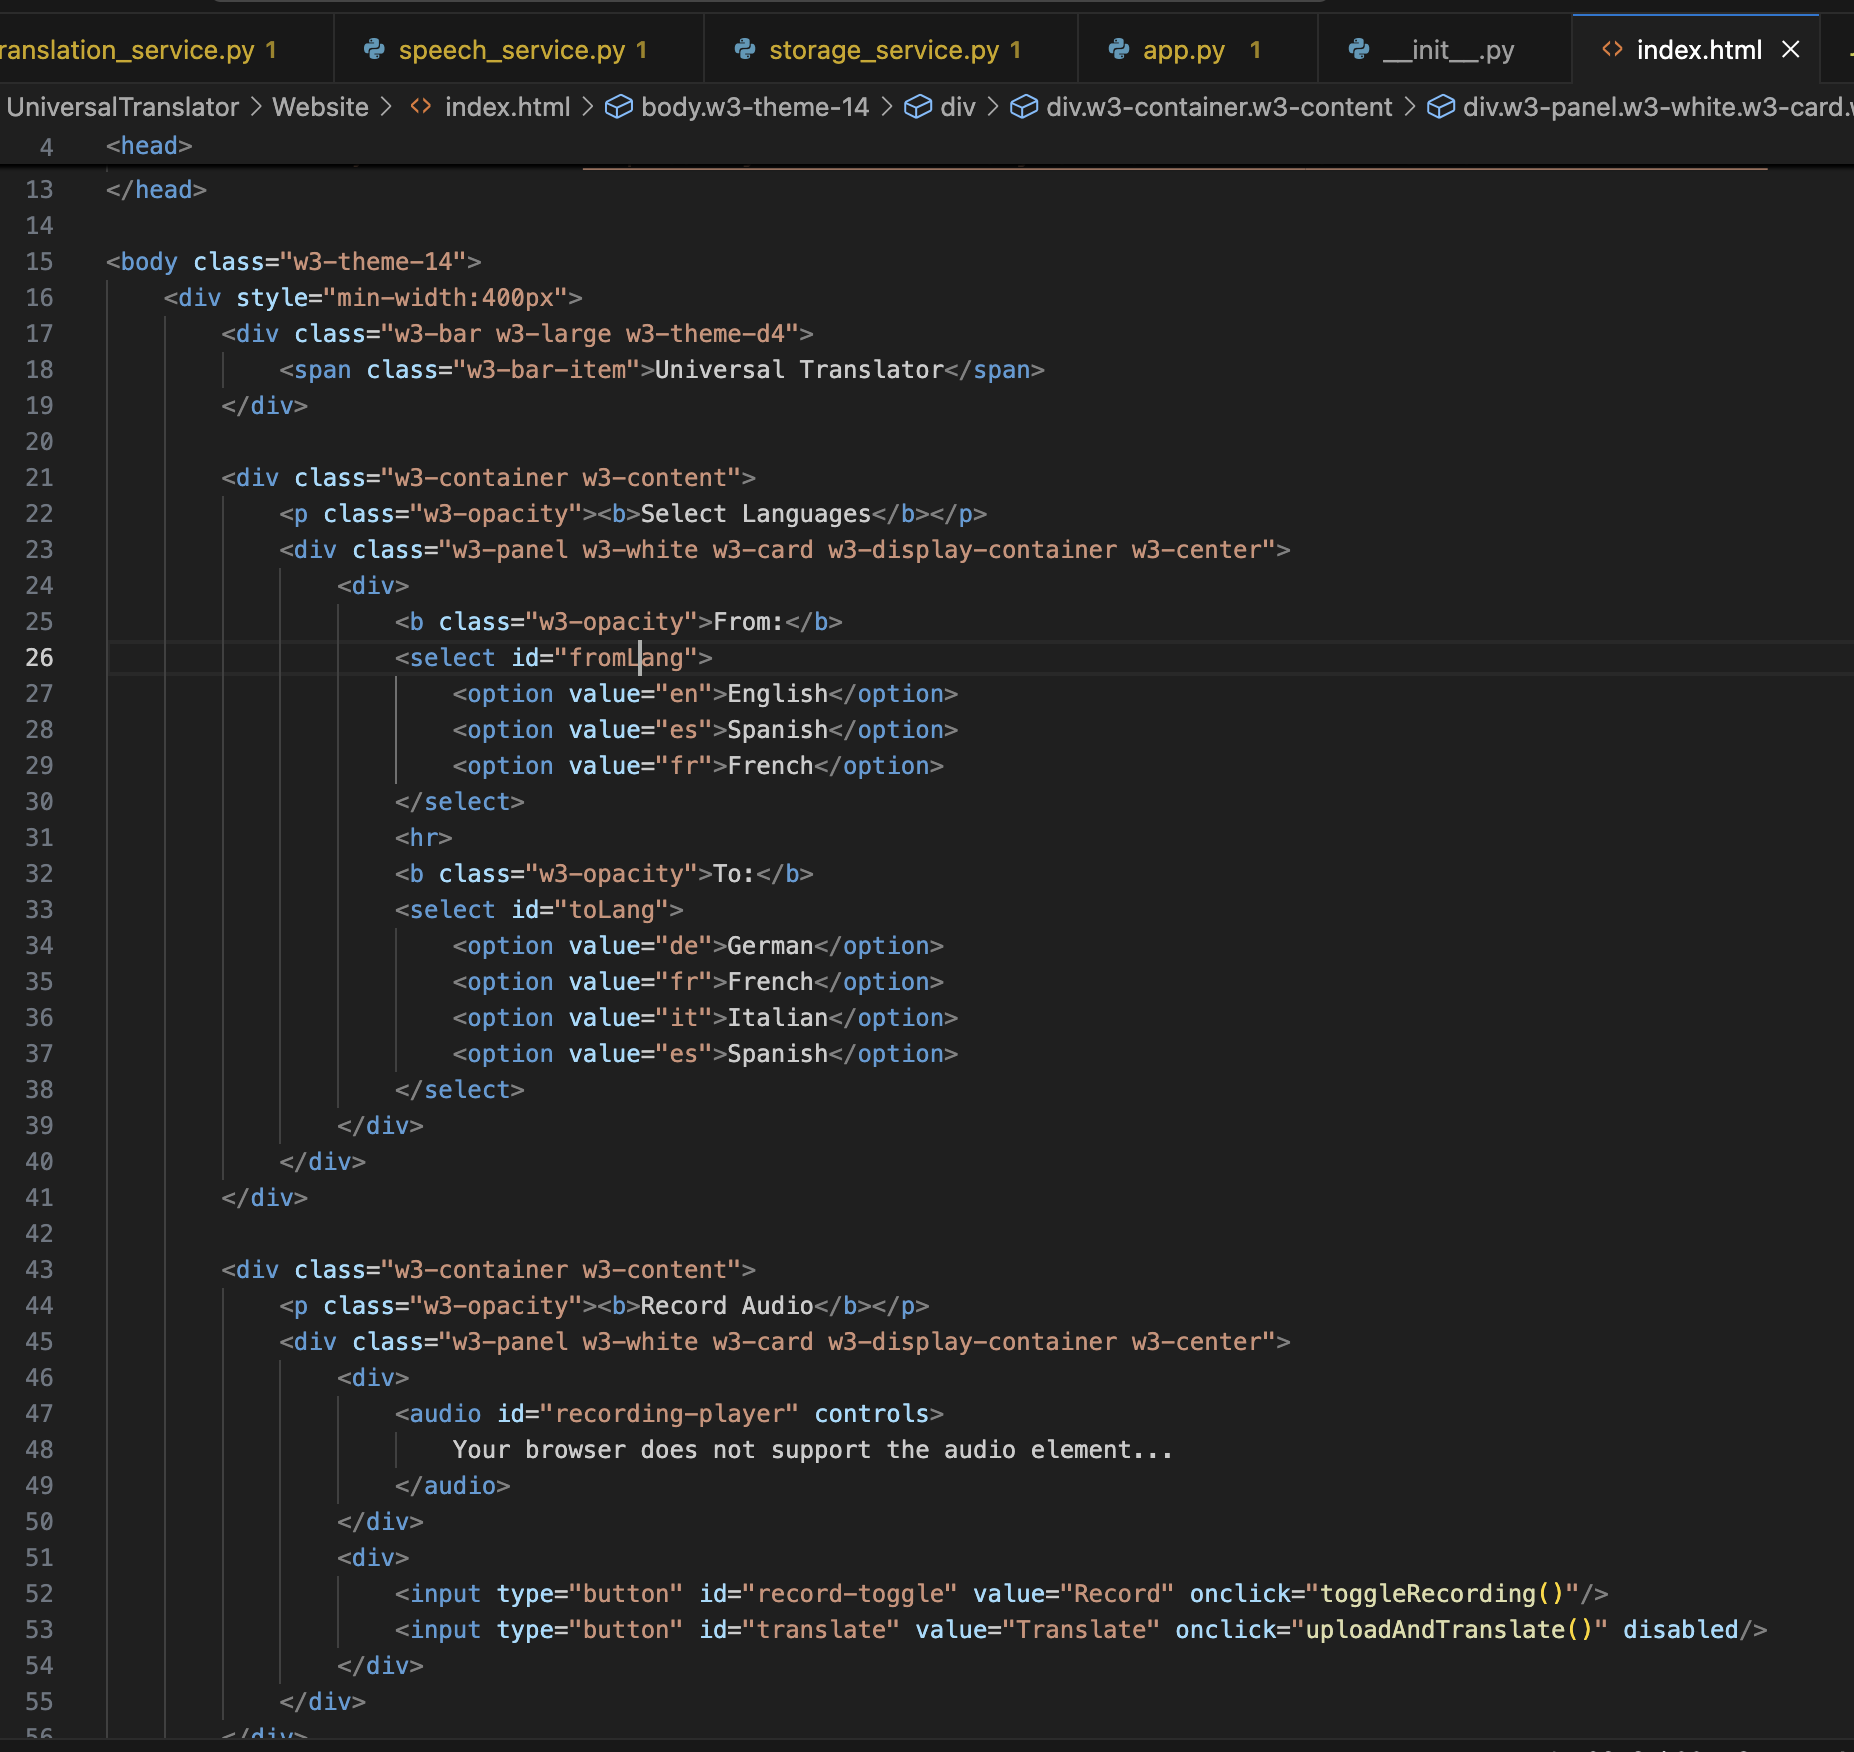 ranslation_service.py 1
speech_service.py 1
storage_service.py 1
app.py 1
__init__.py
index.html
UniversalTranslator > Website > index.html > body.w3-theme-14 > div > div.w3-container.w3-content > div.w3-panel.w3-white.w3-card.
4 <head>
13 </head>
14
15 <body class="w3-theme-14">
16 <div style="min-width:400px">
17 <div class="w3-bar w3-large w3-theme-d4">
18 <span class="w3-bar-item">Universal Translator</span>
19 </div>
20
21 <div class="w3-container w3-content">
22 <p class="w3-opacity"><b>Select Languages</b></p>
23 <div class="w3-panel w3-white w3-card w3-display-container w3-center">
24 <div>
25 <b class="w3-opacity">From:</b>
26 <select id="fromLang">
27 <option value="en">English</option>
28 <option value="es">Spanish</option>
29 <option value="fr">French</option>
30 </select>
31 <hr>
32 <b class="w3-opacity">To:</b>
33 <select id="toLang">
34 <option value="de">German</option>
35 <option value="fr">French</option>
36 <option value="it">Italian</option>
37 <option value="es">Spanish</option>
38 </select>
39 </div>
40 </div>
41 </div>
42
43 <div class="w3-container w3-content">
44 <p class="w3-opacity"><b>Record Audio</b></p>
45 <div class="w3-panel w3-white w3-card w3-display-container w3-center">
46 <div>
47 <audio id="recording-player" controls>
48 Your browser does not support the audio element...
49 </audio>
50 </div>
51 <div>
52 <input type="button" id="record-toggle" value="Record" onclick="toggleRecording()"/>
53 <input type="button" id="translate" value="Translate" onclick="uploadAndTranslate()" disabled/>
54 </div>
55 </div>
56 </div>